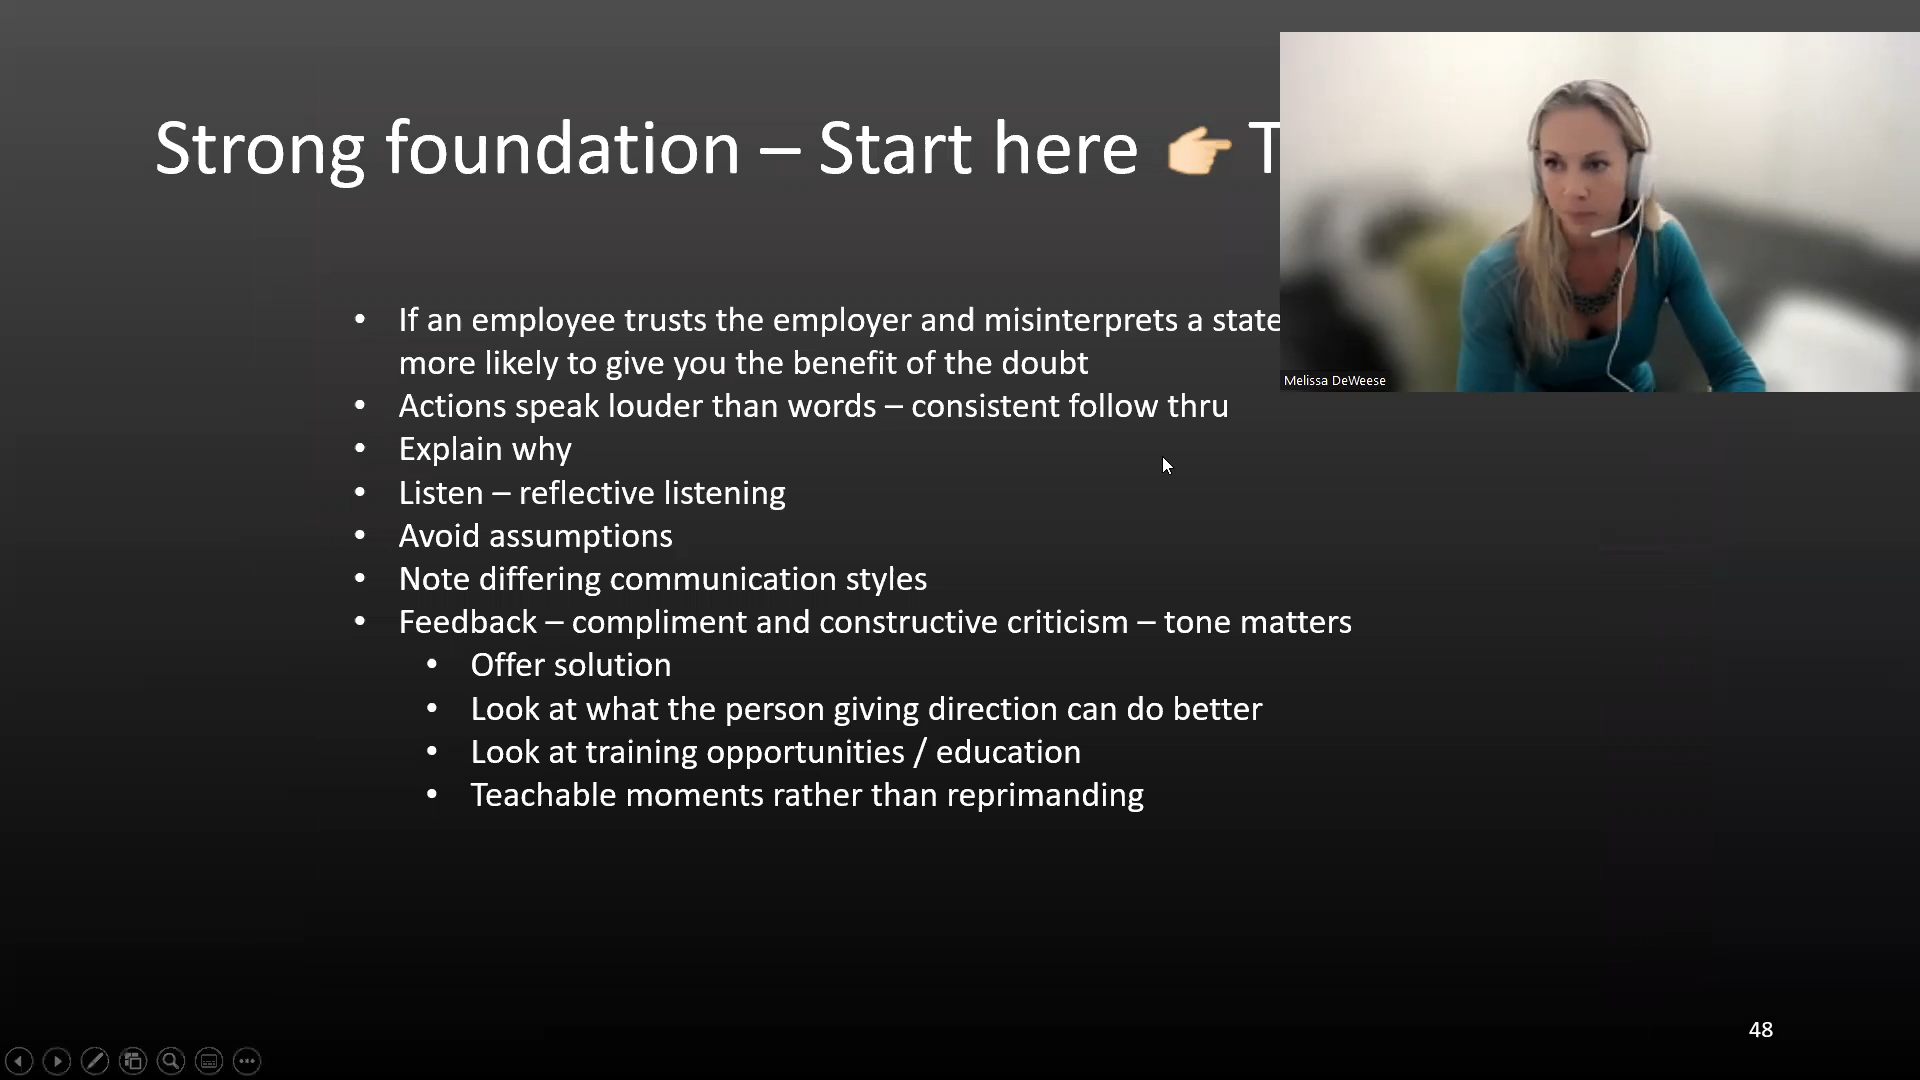 Strong foundation – Start here 👉🏼 T
• If an employee trusts the employer and misinterprets a state
more likely to give you the benefit of the doubt
• Actions speak louder than words – consistent follow thru
• Explain why
• Listen – reflective listening
• Avoid assumptions
• Note differing communication styles
• Feedback – compliment and constructive criticism – tone matters
• Offer solution
• Look at what the person giving direction can do better
• Look at training opportunities / education
• Teachable moments rather than reprimanding
Melissa DeWeese
48